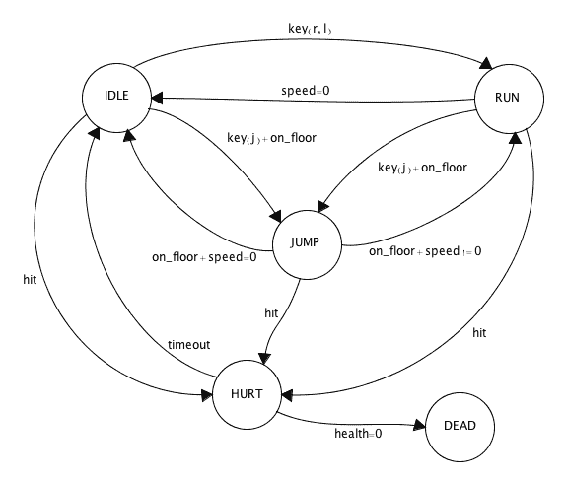 key(r, l)
IDLE
speed=0
RUN
key(j)+on_floor
key(j)+on_floor
JUMP
on_floor+speed=0
on_floor+speed!=0
hit
hit
hit
timeout
HURT
DEAD
health=0